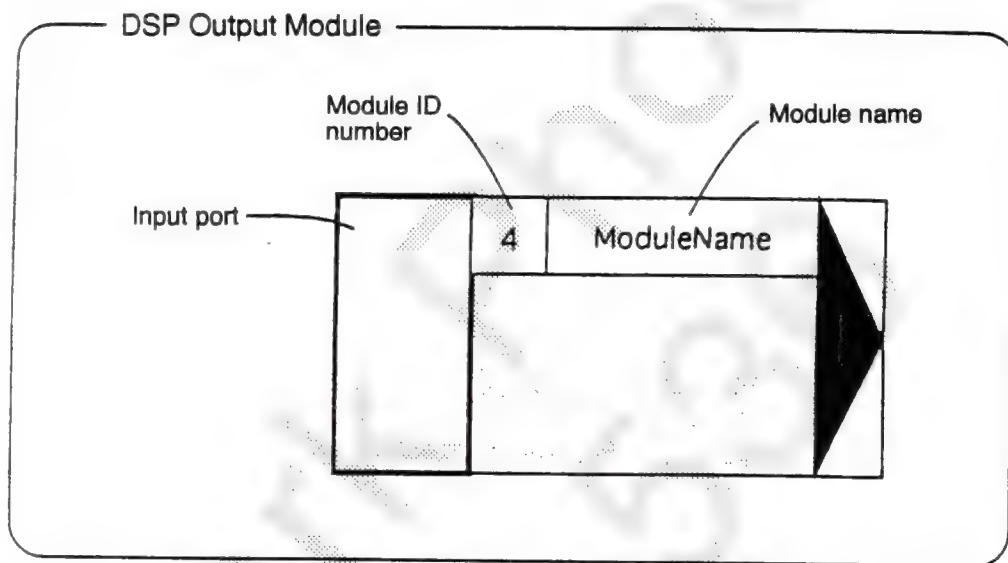 DSP Output Module
Module ID
number
Module name
Input port
4
ModuleName